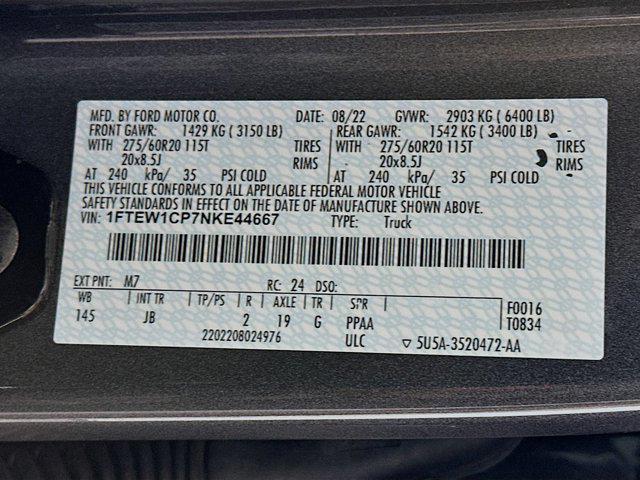 MFD. BY FORD MOTOR CO. DATE: 08/22 GVWR: 2903 KG ( 6400 LB)
FRONT GAWR: 1429 KG ( 3150 LB) REAR GAWR: 1542 KG ( 3400 LB)
WITH 275/60R20 115T TIRES WITH 275/60R20 115T TIRES
20x8.5J RIMS 20x8.5J RIMS
AT 240 kPa/ 35 PSI COLD AT 240 kPa/ 35 PSI COLD
THIS VEHICLE CONFORMS TO ALL APPLICABLE FEDERAL MOTOR VEHICLE
SAFETY STANDARDS IN EFFECT ON THE DATE OF MANUFACTURE SHOWN ABOVE.
VIN: 1FTEW1CP7NKE44667 TYPE: Truck
EXT PNT: M7 RC: 24 DSO:
WB INT TR TP/PS R AXLE TR SPR F0016
145 JB 2 19 G PPAA T0834
2202208024976 ULC ▽ 5U5A-3520472-AA